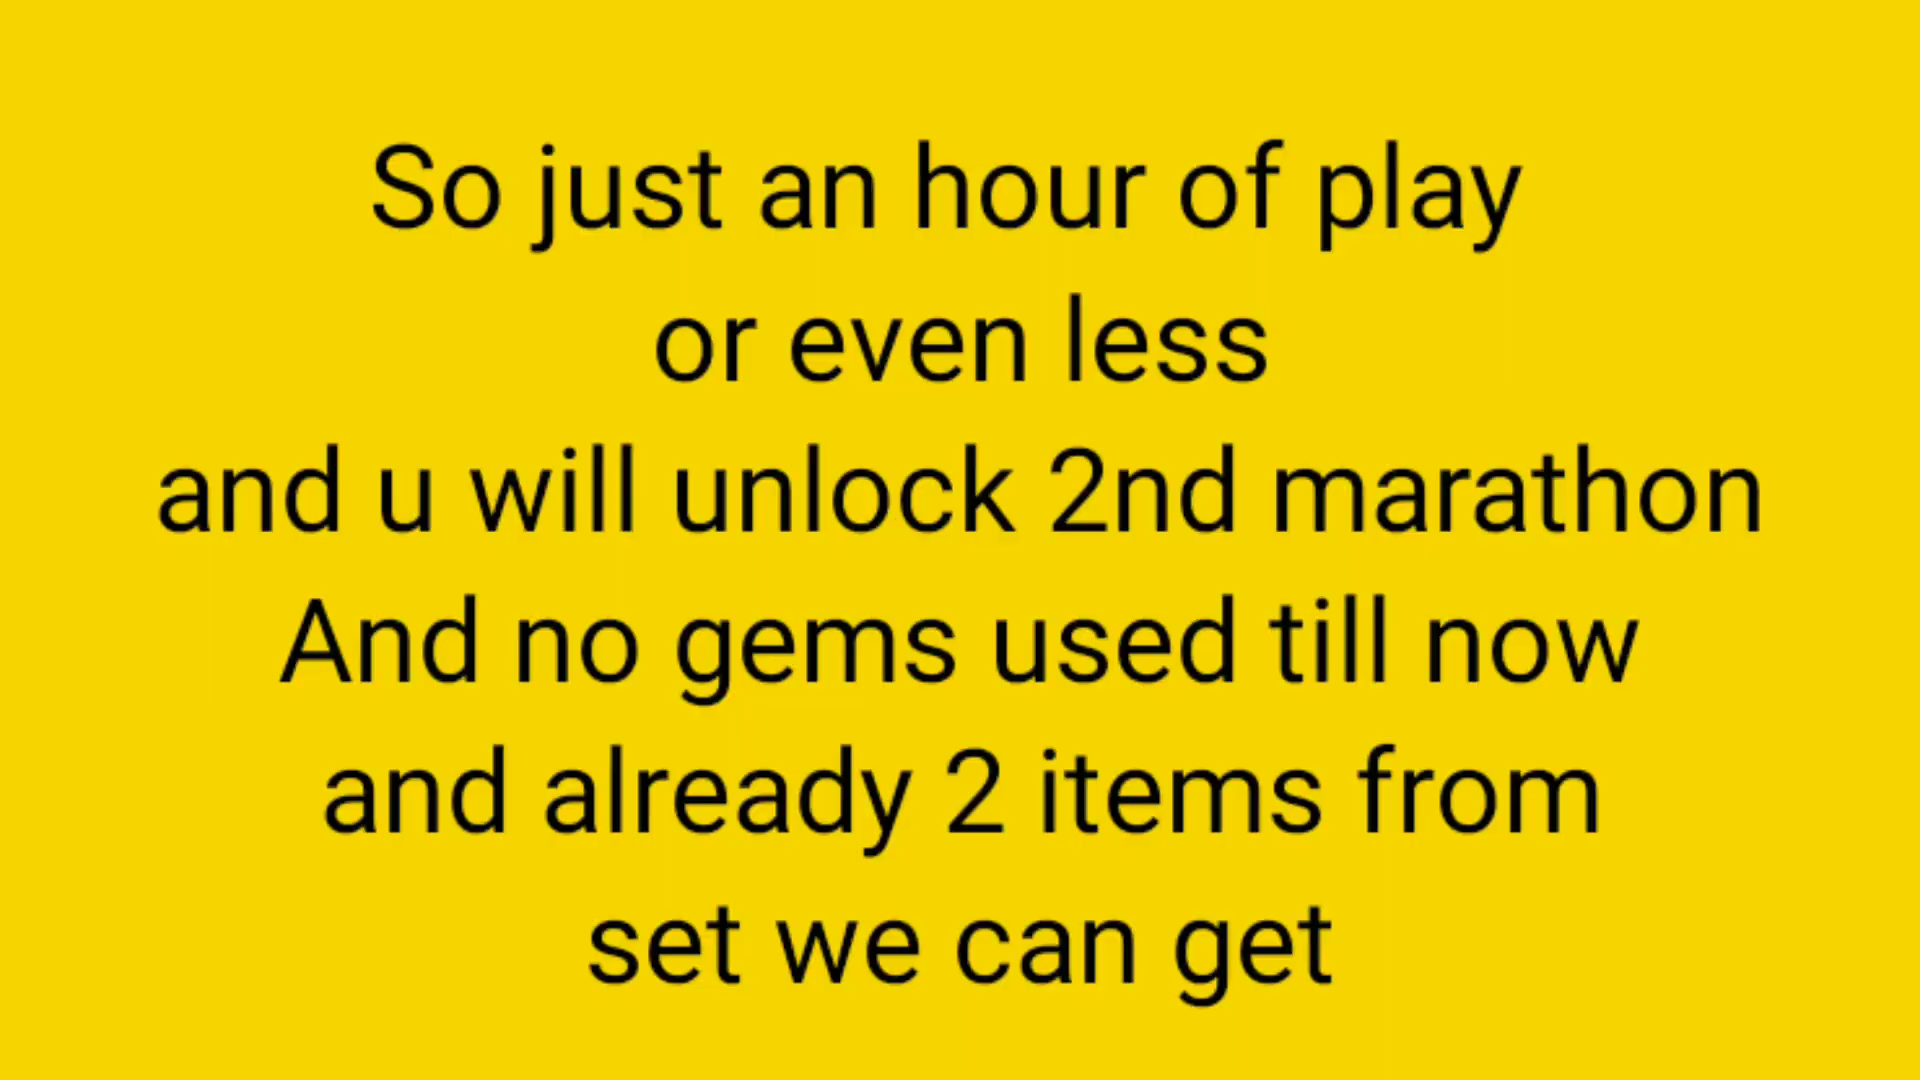 So just an hour of play
or even less
and u will unlock 2nd marathon
And no gems used till now
and already 2 items from
set we can get